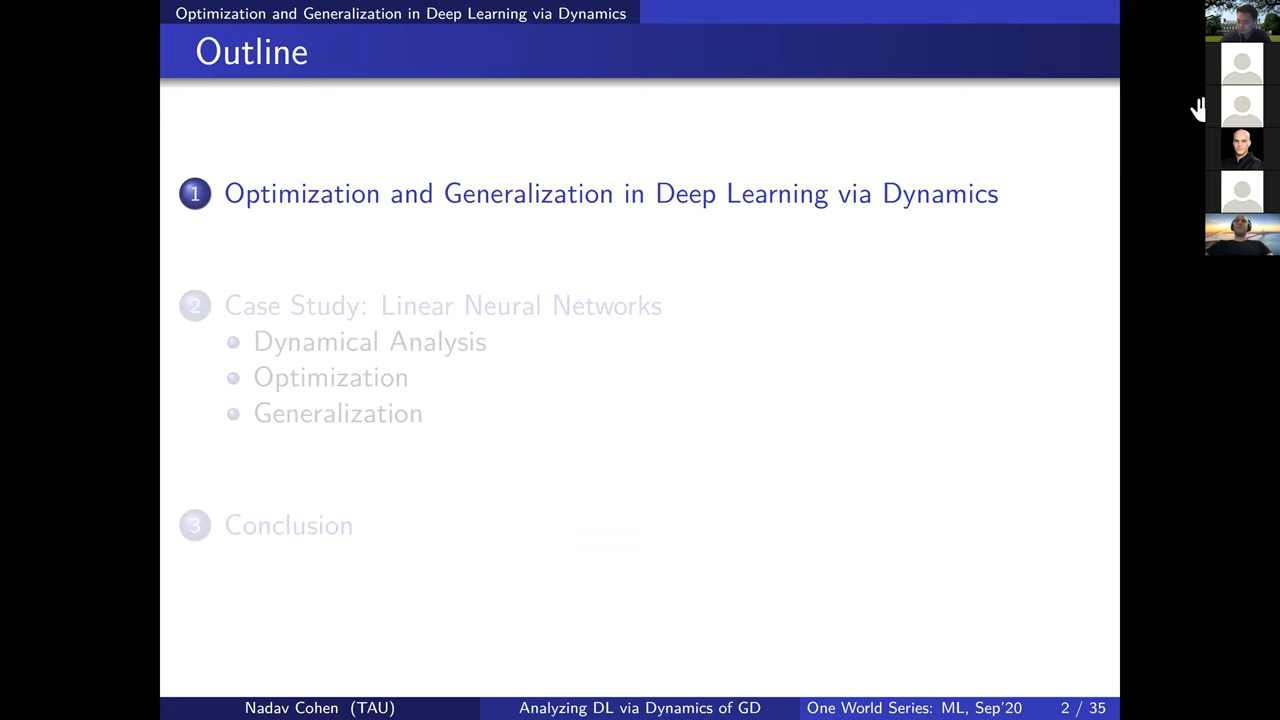 Optimization and Generalization in Deep Learning via Dynamics
Outline
1 Optimization and Generalization in Deep Learning via Dynamics
2 Case Study: Linear Neural Networks
Dynamical Analysis
Optimization
Generalization
3 Conclusion
Nadav Cohen (TAU) Analyzing DL via Dynamics of GD One World Series: ML, Sep'20 2 / 35